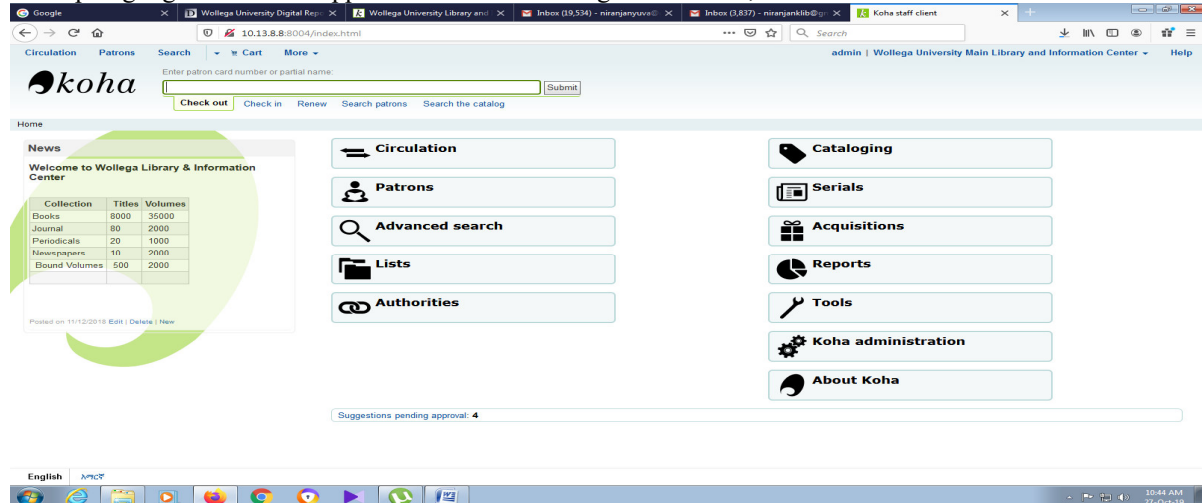 Google
Wollega University Digital Rep
Wollega University Library and
Inbox (19,534) - niranjanyuva@
Inbox (3,837) - niranjanklib@g
Koha staff client
10.13.8.8:8004/index.html
Search
Circulation Patrons Search Cart More
admin | Wollega University Main Library and Information Center Help
koha
Enter patron card number or partial name:
Submit
Check out Check in Renew Search patrons Search the catalog
Home
News
Welcome to Wollega Library & Information
Center
Collection Titles Volumes
Books 8000 35000
Journal 80 2000
Periodicals 20 1000
Newspapers 10 2000
Bound Volumes 500 2000
Posted on 11/12/2018 Edit | Delete | New
Circulation
Patrons
Advanced search
Lists
Authorities
Cataloging
Serials
Acquisitions
Reports
Tools
Koha administration
About Koha
Suggestions pending approval: 4
English አማርኛ
10:44 AM
27-Oct-19